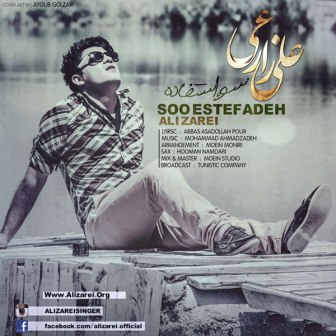 COVER ART BY: AYOUB GOLZARI
علی زارعی
سو استفاده
SOO ESTEFADEH
ALI ZAREI
LYRSC : ABBAS ASADOLLAH POUR
MUSIC : MOHAMMAD AHMADZADEH
ARRANGEMENT : MOEIN MONIRI
SAX : HOOMAN NAMDARI
MIX & MASTER : MOEIN STUDIO
BROADCAST : TUNISTIC COMPANY
Www.Alizarei.Org
ALIZAREISINGER
facebook.com/alizarei.official